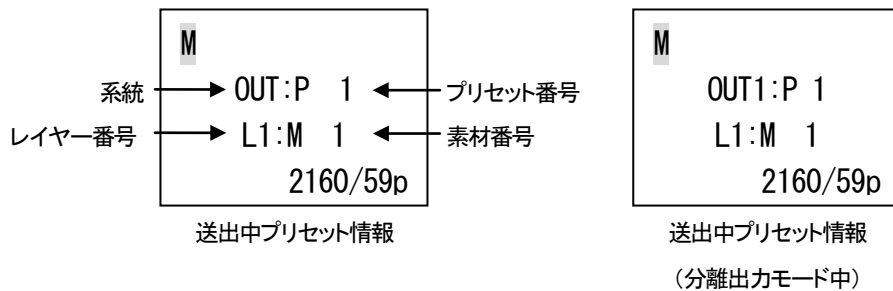 M
系統 OUT:P 1 プリセット番号
レイヤー番号 L1:M 1 素材番号
2160/59p
送出中プリセット情報
M
OUT1:P 1
L1:M 1
2160/59p
送出中プリセット情報
(分離出力モード中)